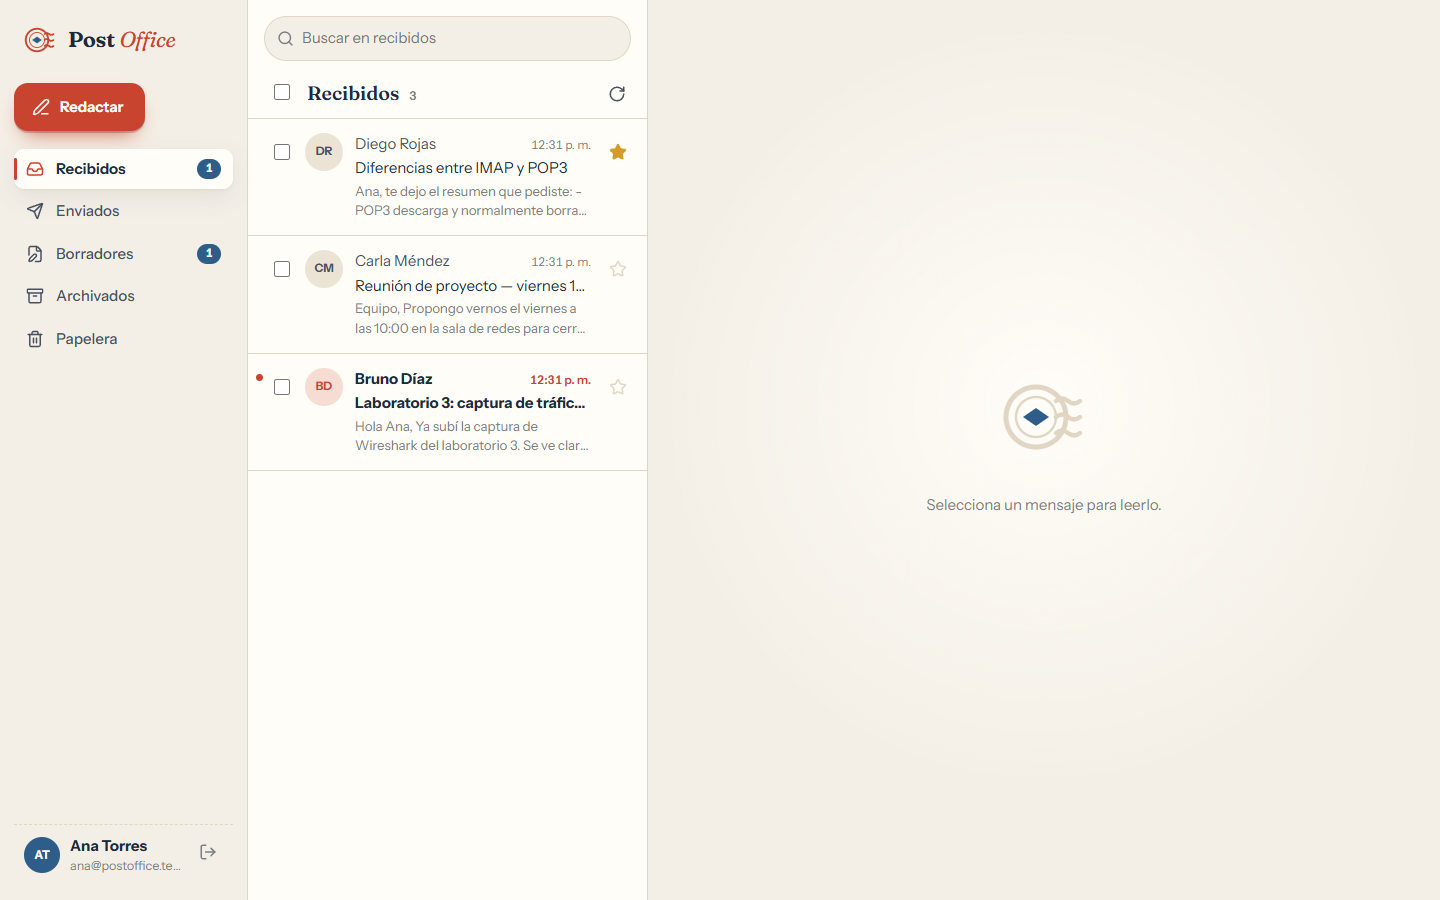 Post Office
Redactar
Recibidos 1
Enviados
Borradores 1
Archivados
Papelera
AT
Ana Torres
ana@postoffice.te...
Buscar en recibidos
Recibidos 3
DR
Diego Rojas 12:31 p. m.
Diferencias entre IMAP y POP3
Ana, te dejo el resumen que pediste: -
POP3 descarga y normalmente borra...
CM
Carla Méndez 12:31 p. m.
Reunión de proyecto — viernes 1...
Equipo, Propongo vernos el viernes a
las 10:00 en la sala de redes para cerr...
BD
Bruno Díaz 12:31 p. m.
Laboratorio 3: captura de tráfic...
Hola Ana, Ya subí la captura de
Wireshark del laboratorio 3. Se ve clar...
Selecciona un mensaje para leerlo.